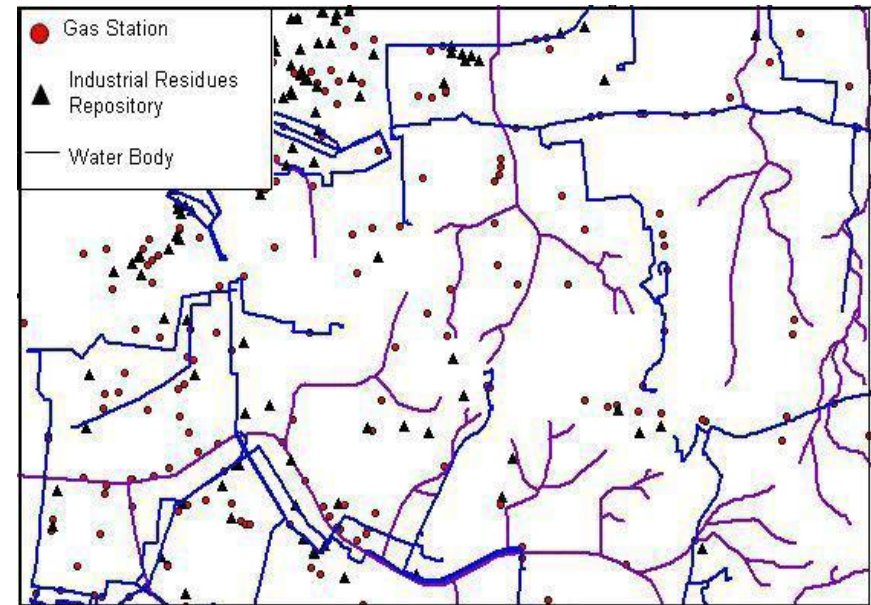 Gas Station
Industrial Residues
Repository
Water Body